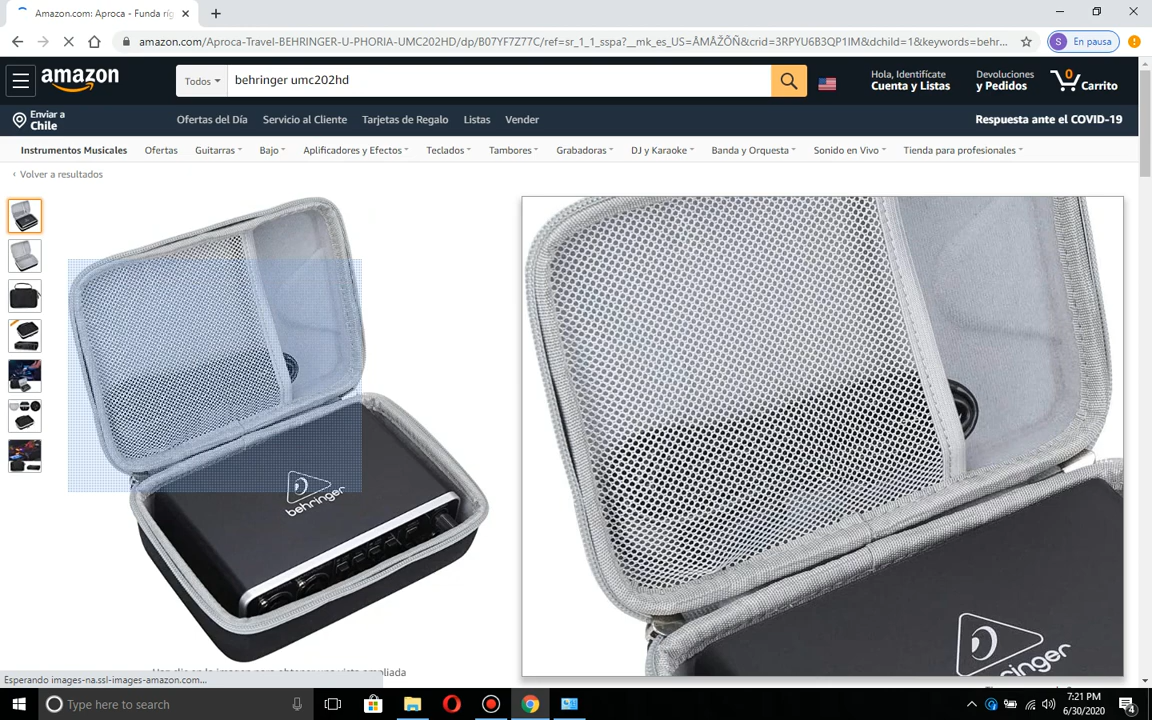 Amazon.com: Aproca - Funda ríg
amazon.com/Aproca-Travel-BEHRINGER-U-PHORIA-UMC202HD/dp/B07YF7Z77C/ref=sr_1_1_sspa?__mk_es_US=ÅMÅŽÕÑ&crid=3RPYU6B3QP1IM&dchild=1&keywords=behr...
S En pausa
amazon
Todos
behringer umc202hd
Hola, Identifícate
Cuenta y Listas
Devoluciones
y Pedidos
0
Carrito
Enviar a
Chile
Ofertas del Día Servicio al Cliente Tarjetas de Regalo Listas Vender
Respuesta ante el COVID-19
Instrumentos Musicales Ofertas Guitarras Bajo Aplificadores y Efectos Teclados Tambores Grabadoras DJ y Karaoke Banda y Orquesta Sonido en Vivo Tienda para profesionales
‹ Volver a resultados
behringer
inger
Esperando images-na.ssl-images-amazon.com...
Type here to search
7:21 PM
6/30/2020
4